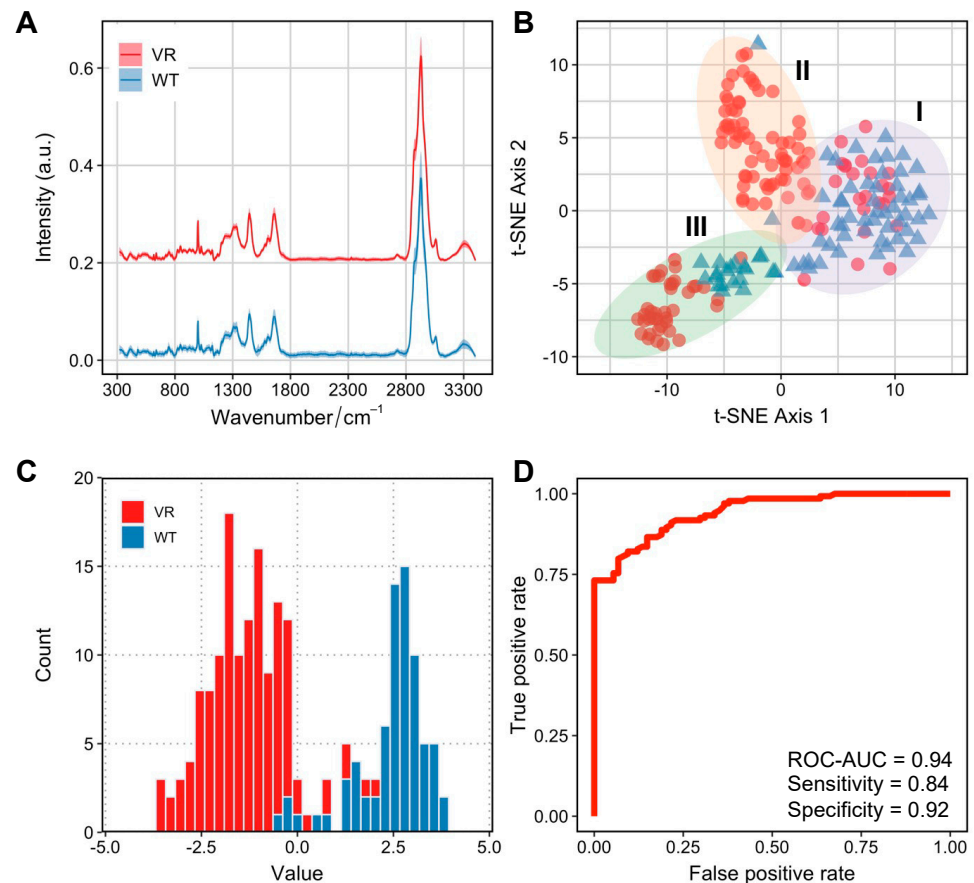 A
VR
WT
Intensity (a.u.)
0.6
0.4
0.2
0.0
300 800 1300 1800 2300 2800 3300
Wavenumber/cm⁻¹
B
II
I
III
t-SNE Axis 2
10
5
0
-5
-10
-10 0 10
t-SNE Axis 1
C
VR
WT
Count
20
15
10
5
0
-5.0 -2.5 0.0 2.5 5.0
Value
D
True positive rate
1.00
0.75
0.50
0.25
0.00
ROC-AUC = 0.94
Sensitivity = 0.84
Specificity = 0.92
0.00 0.25 0.50 0.75 1.00
False positive rate